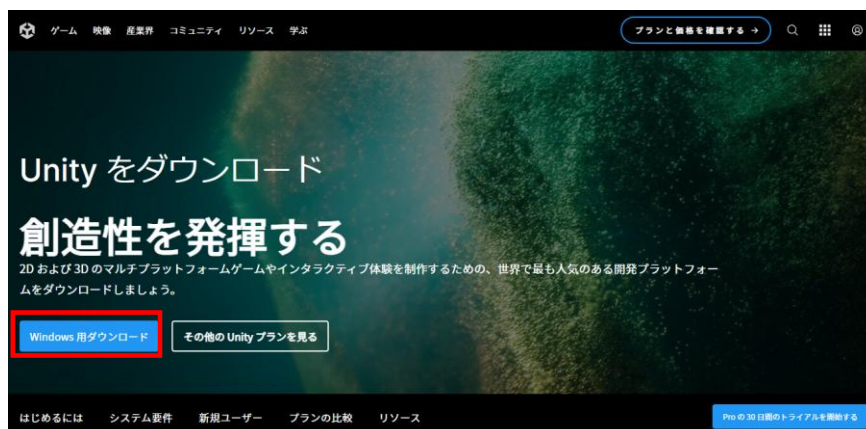 ゲーム 映像 産業界 コミュニティ リソース 学ぶ プランと価格を確認する →
Unity をダウンロード
創造性を発揮する
2D および 3D のマルチプラットフォームゲームやインタラクティブ体験を制作するための、世界で最も人気のある開発プラットフォー
ムをダウンロードしましょう。
Windows 用ダウンロード その他の Unity プランを見る
はじめるには システム要件 新規ユーザー プランの比較 リソース Pro の 30 日間のトライアルを開始する